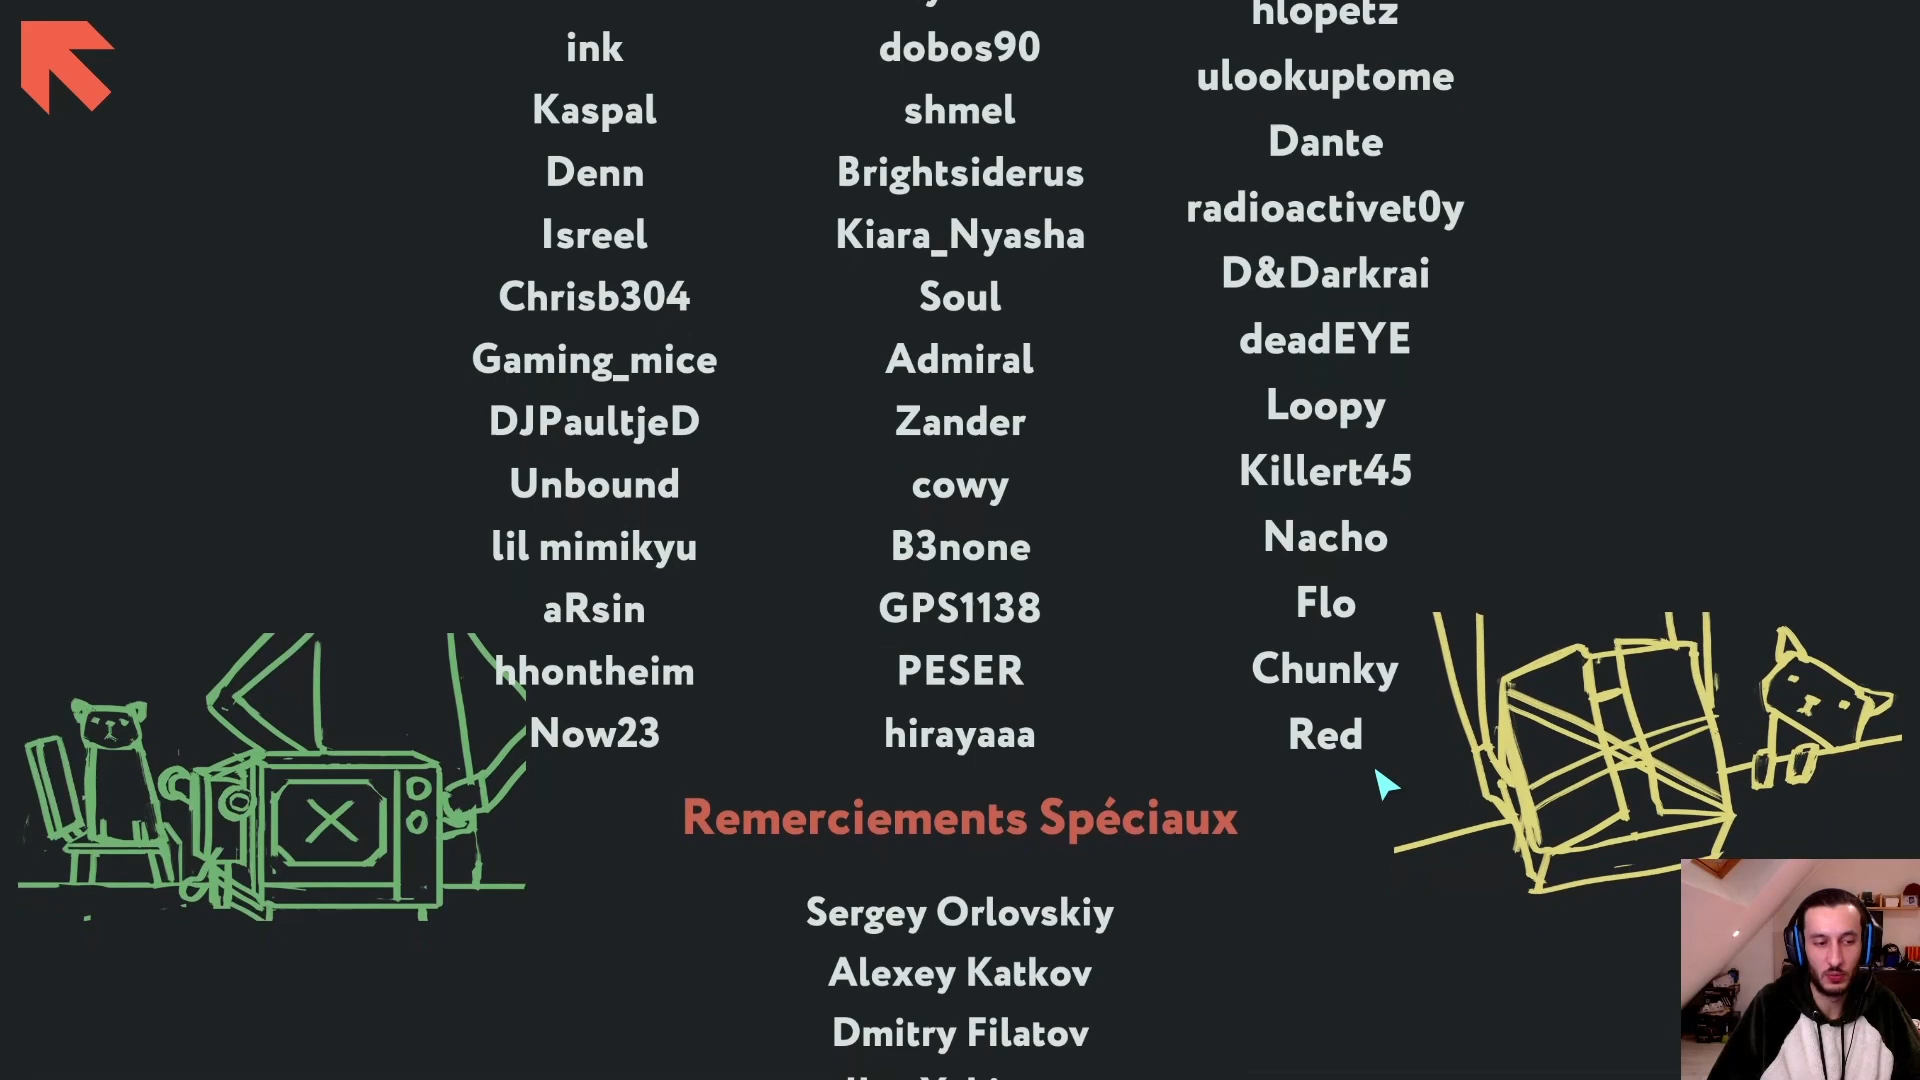 ink
Kaspal
Denn
Isreel
Chrisb304
Gaming_mice
DJPaultjeD
Unbound
lil mimikyu
aRsin
hhontheim
Now23
dobos90
shmel
Brightsiderus
Kiara_Nyasha
Soul
Admiral
Zander
cowy
B3none
GPS1138
PESER
hirayaaa
hlopetz
ulookuptome
Dante
radioactivet0y
D&Darkrai
deadEYE
Loopy
Killert45
Nacho
Flo
Chunky
Red
Remerciements Spéciaux
Sergey Orlovskiy
Alexey Katkov
Dmitry Filatov